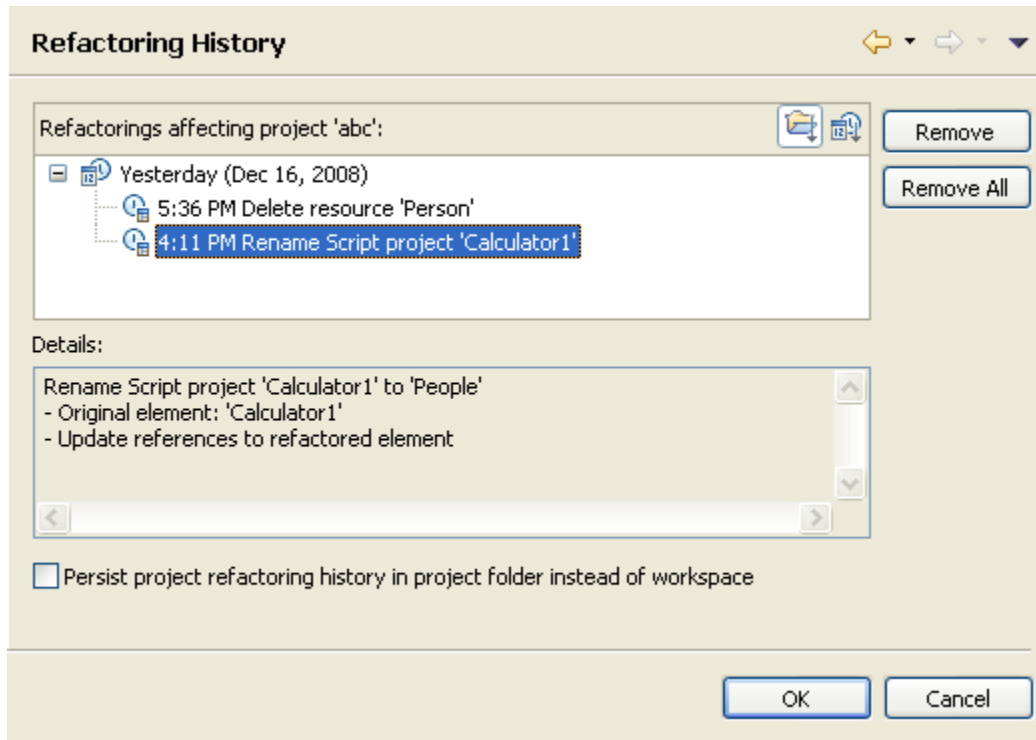 Refactoring History
Refactorings affecting project 'abc':
Remove
Remove All
Yesterday (Dec 16, 2008)
5:36 PM Delete resource 'Person'
4:11 PM Rename Script project 'Calculator1'
Details:
Rename Script project 'Calculator1' to 'People'
- Original element: 'Calculator1'
- Update references to refactored element
Persist project refactoring history in project folder instead of workspace
OK
Cancel